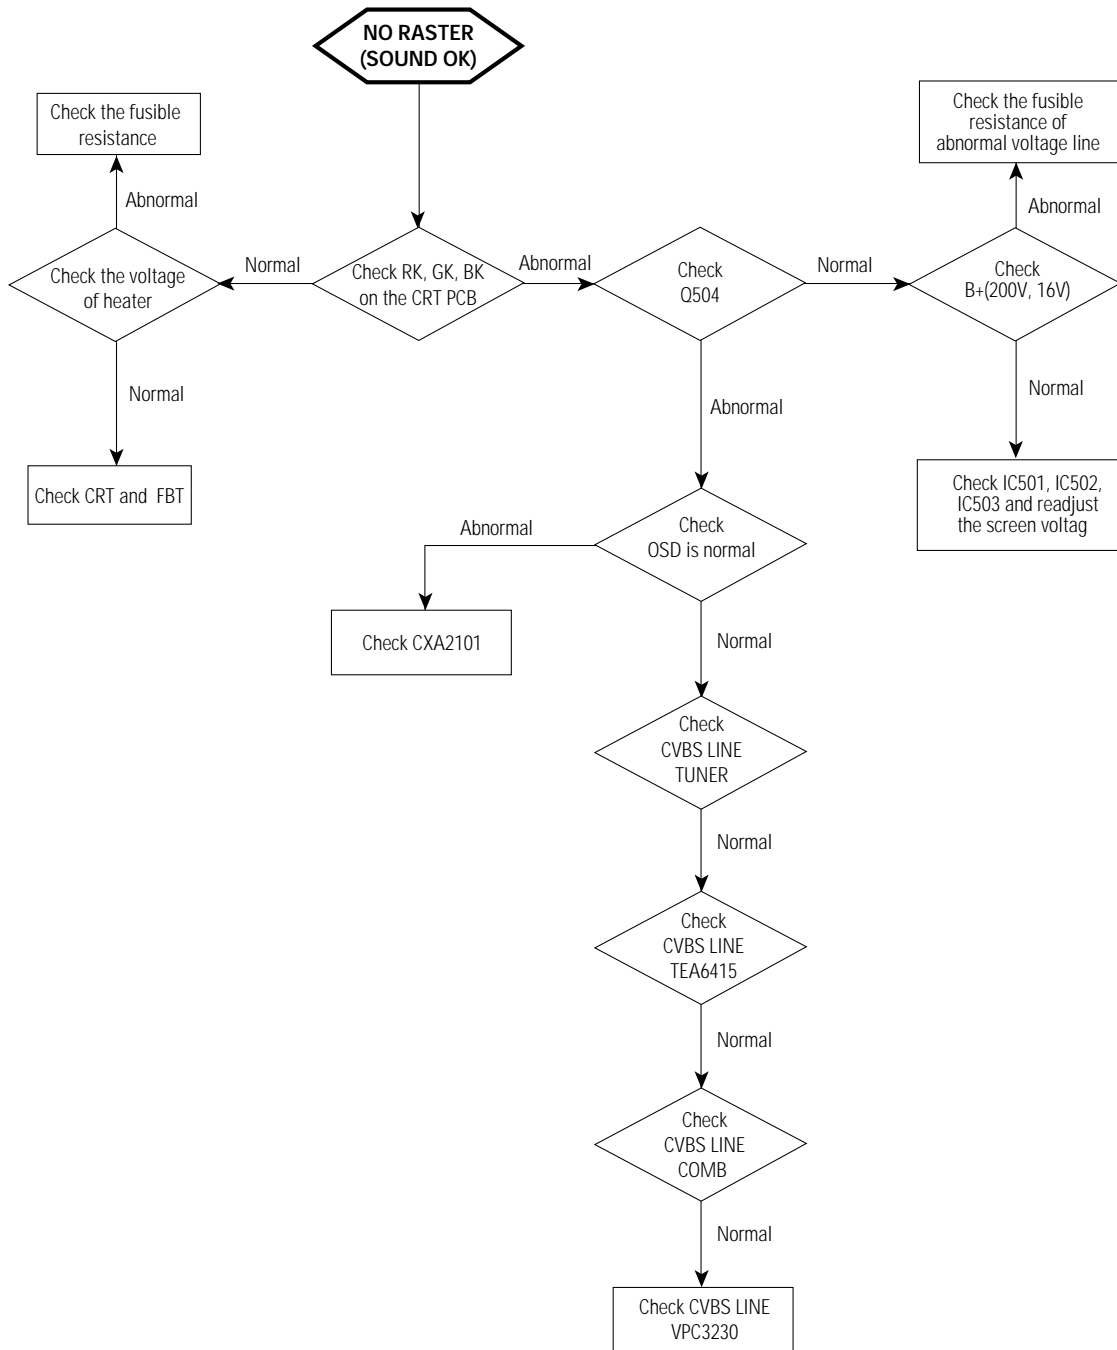 NO RASTER
(SOUND OK)
Check the fusible
resistance
Check the fusible
resistance of
abnormal voltage line
Abnormal
Abnormal
Check the voltage
of heater
Normal
Check RK, GK, BK
on the CRT PCB
Abnormal
Check
Q504
Normal
Check
B+(200V, 16V)
Normal
Abnormal
Normal
Check CRT and FBT
Check IC501, IC502,
IC503 and readjust
the screen voltag
Abnormal
Check
OSD is normal
Check CXA2101
Normal
Check
CVBS LINE
TUNER
Normal
Check
CVBS LINE
TEA6415
Normal
Check
CVBS LINE
COMB
Normal
Check CVBS LINE
VPC3230